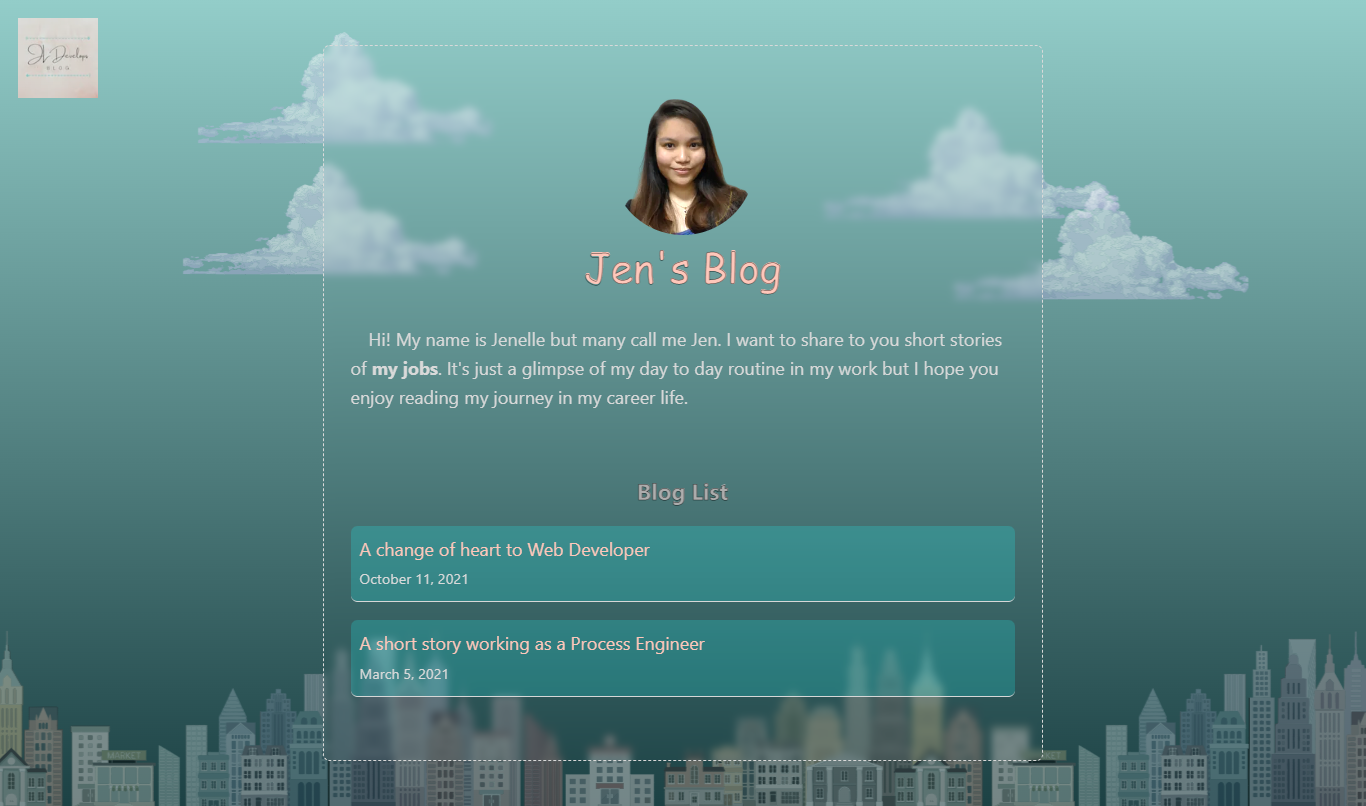 JN Develops
BLOG
Jen's Blog
Hi! My name is Jenelle but many call me Jen. I want to share to you short stories
of my jobs. It's just a glimpse of my day to day routine in my work but I hope you
enjoy reading my journey in my career life.
Blog List
A change of heart to Web Developer
October 11, 2021
A short story working as a Process Engineer
March 5, 2021
MARKET
MARKET